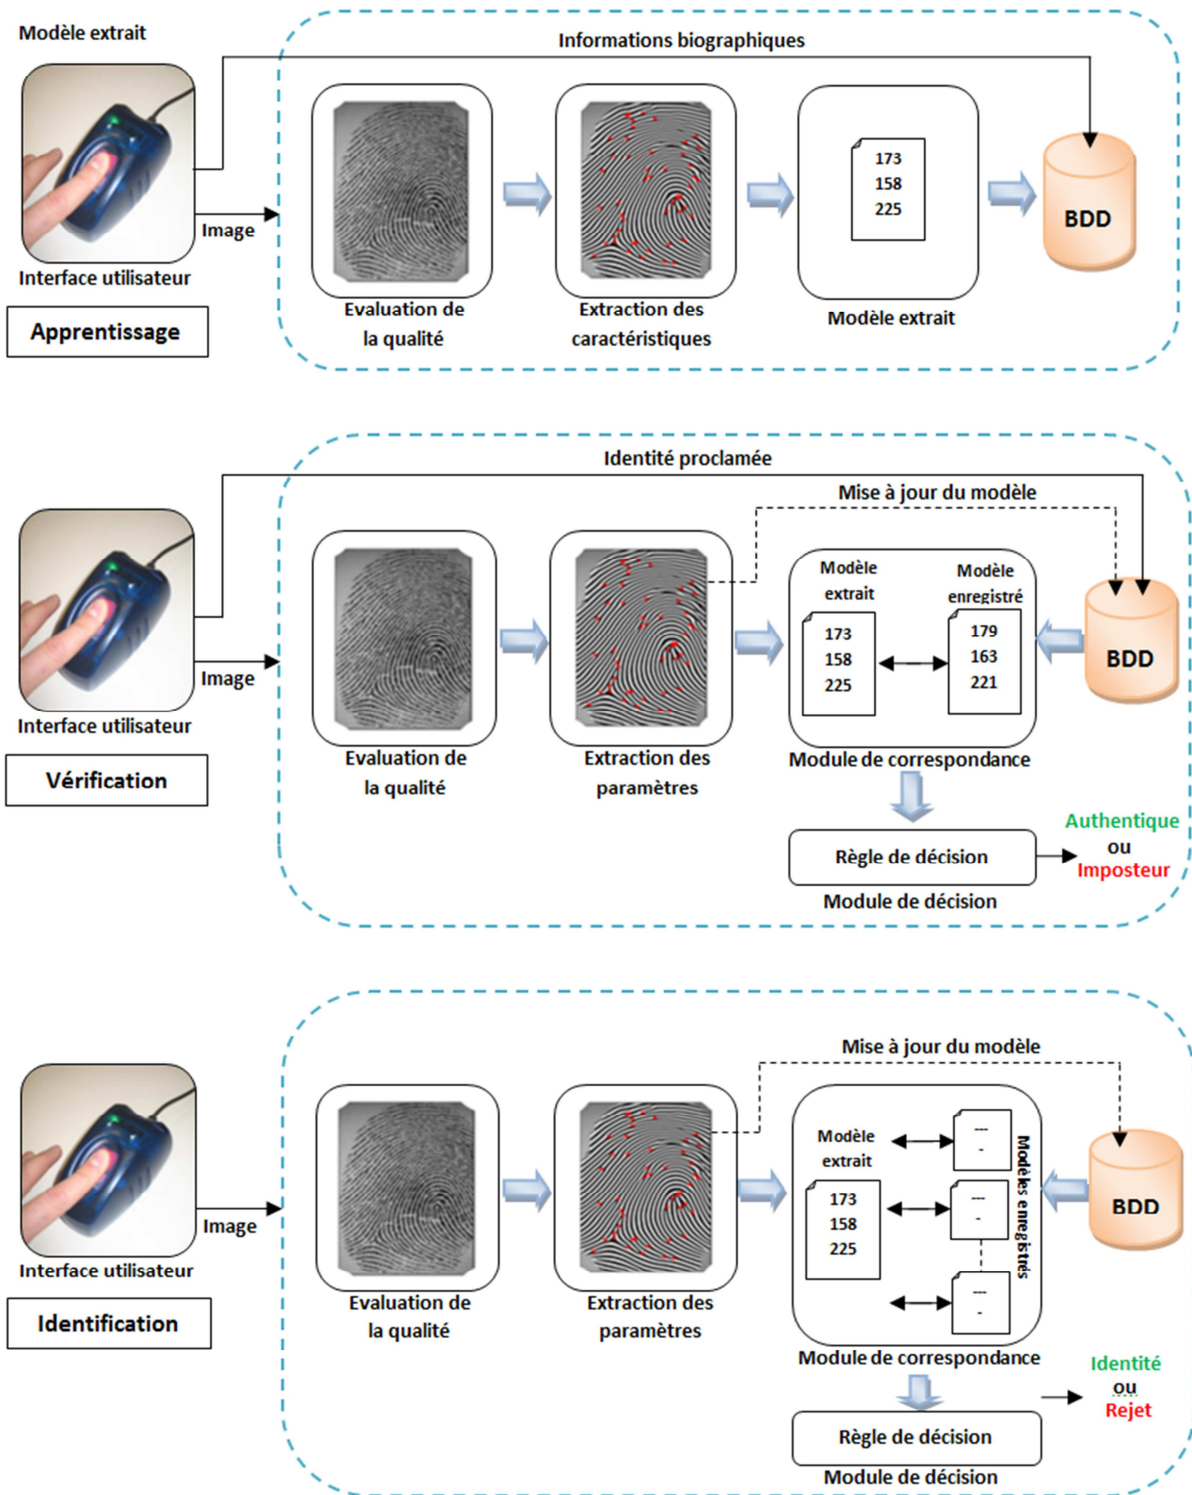 Modèle extrait
Informations biographiques
173
158
225
BDD
Image
Interface utilisateur
Evaluation de
la qualité
Extraction des
caractéristiques
Modèle extrait
Apprentissage
Identité proclamée
Mise à jour du modèle
Modèle
extrait
Modèle
enregistré
173
158
225
179
163
221
BDD
Image
Interface utilisateur
Evaluation de
la qualité
Extraction des
paramètres
Module de correspondance
Vérification
Règle de décision
Module de décision
Authentique
ou
Imposteur
Mise à jour du modèle
Modèle
extrait
173
158
225
---
-
---
-
---
-
Modèles enregistrés
BDD
Image
Interface utilisateur
Evaluation de
la qualité
Extraction des
paramètres
Module de correspondance
Identification
Règle de décision
Module de décision
Identité
ou
Rejet